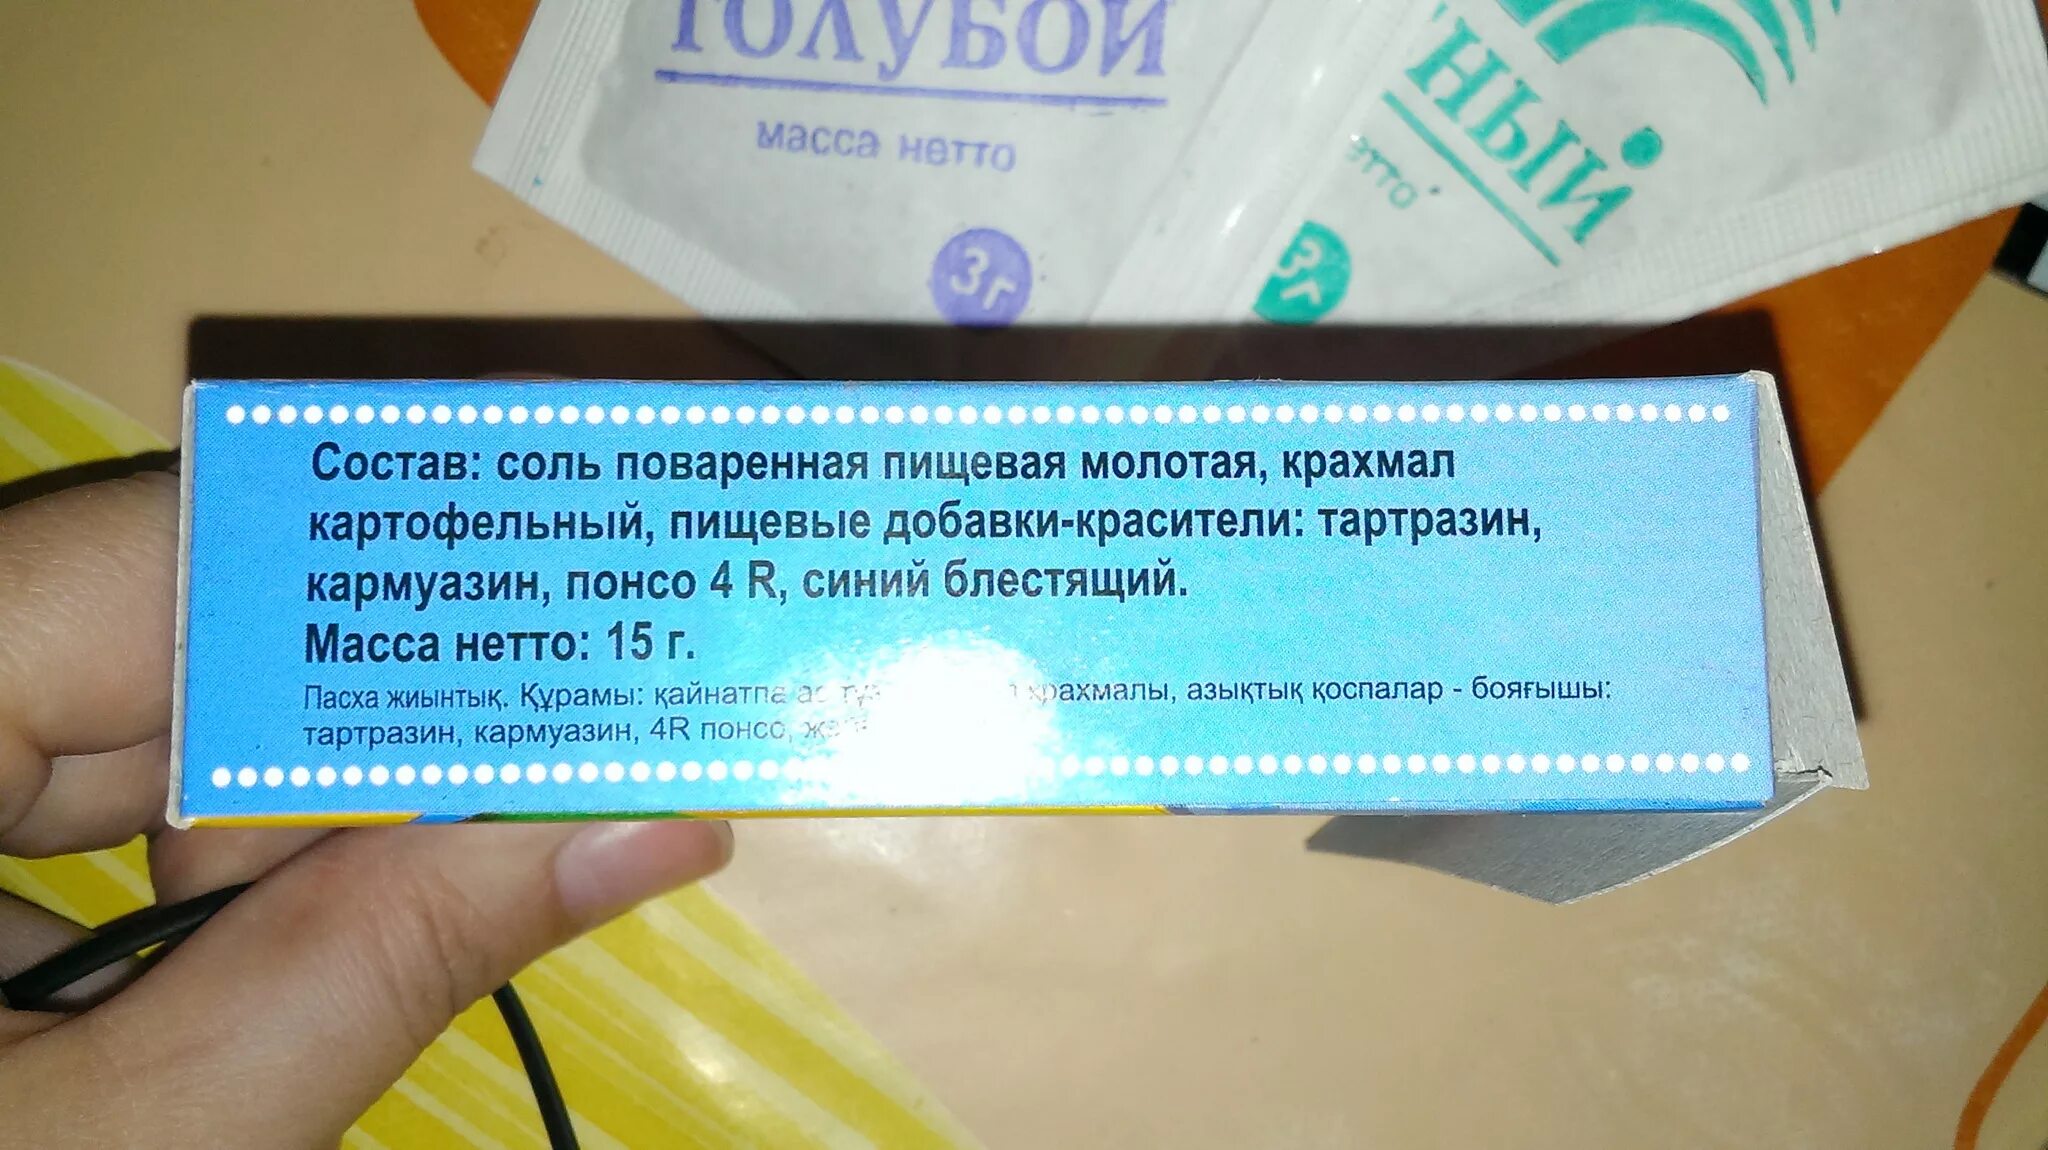 ГОЛУБОЙ
масса нетто
3г
3г
Состав: соль поваренная пищевая молотая, крахмал
картофельный, пищевые добавки-красители: тартразин,
кармуазин, понсо 4 R, синий блестящий.
Масса нетто: 15 г.
Пасха жиынтық. Құрамы: қайнатпа ас крахмалы, азықтық қоспалар - бояғышы:
тартразин, кармуазин, 4R понсо,